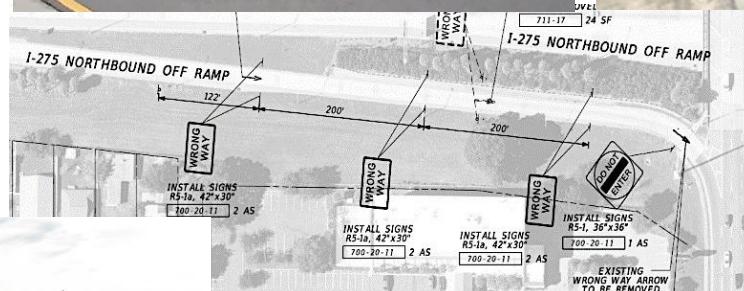 WRONG
WAY
OVEL
711-17 24 SF
I-275 NORTHBOUND OFF RAMP
I-275 NORTHBOUND OFF RAMP
122'
200'
200'
WRONG
WAY
INSTALL SIGNS
R5-1a, 42"x30"
700-20-11 2 AS
WRONG
WAY
INSTALL SIGNS
R5-1a, 42"x30"
700-20-11 2 AS
WRONG
WAY
INSTALL SIGNS
R5-1a, 42"x30"
700-20-11 2 AS
DO NOT
ENTER
INSTALL SIGNS
R5-1, 36"x36"
700-20-11 1 AS
EXISTING
WRONG WAY ARROW
TO BE REMOVED